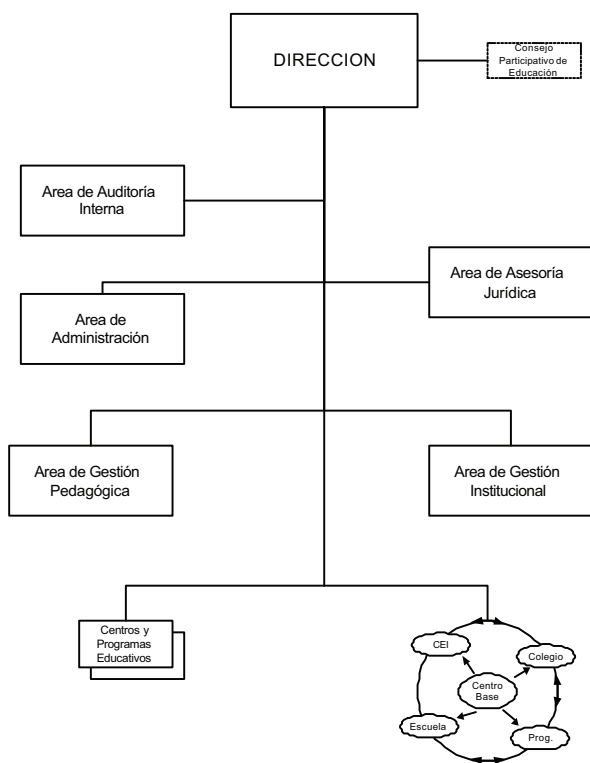 DIRECCION
Consejo
Participativo de
Educación
Area de Auditoría
Interna
Area de Asesoría
Jurídica
Area de
Administración
Area de Gestión
Pedagógica
Area de Gestión
Institucional
Centros y
Programas
Educativos
CEI
Colegio
Centro
Base
Escuela
Prog.